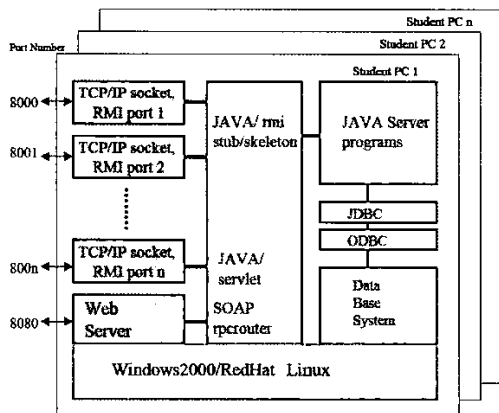 Student PC n
Student PC 2
Port Number
Student PC 1
8000
TCP/IP socket,
RMI port 1
8001
TCP/IP socket,
RMI port 2
800n
TCP/IP socket,
RMI port n
8080
Web
Server
JAVA/ rmi
stub/skeleton
JAVA/
servlet
SOAP
rpcrouter
JAVA Server
programs
JDBC
ODBC
Data
Base
System
Windows2000/RedHat Linux